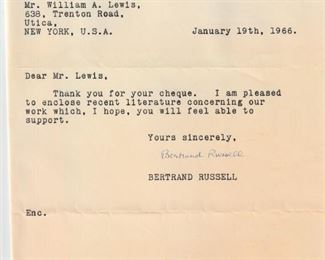 Mr. William A. Lewis,
638, Trenton Road,
Utica,
NEW YORK, U.S.A. January 19th, 1966.
Dear Mr. Lewis,
Thank you for your cheque. I am pleased
to enclose recent literature concerning our
work which, I hope, you will feel able to
support.
Yours sincerely,
Bertrand Russell
BERTRAND RUSSELL
Enc.